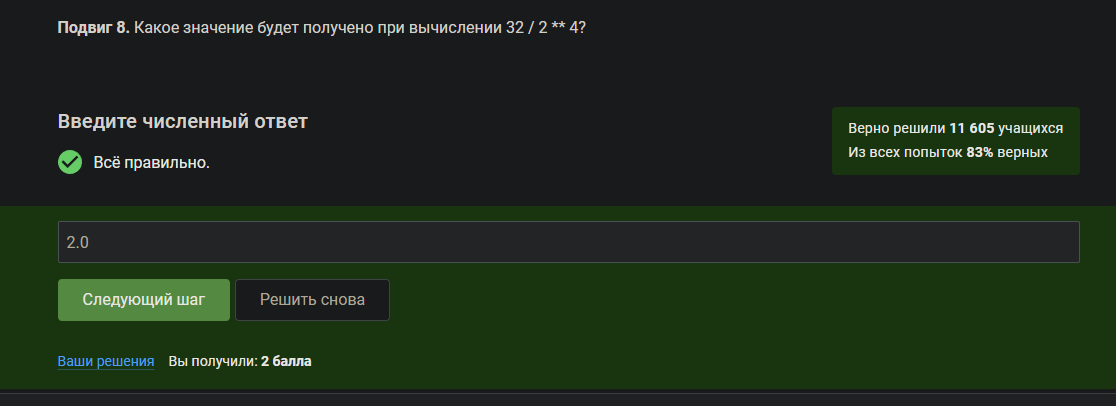 Подвиг 8. Какое значение будет получено при вычислении 32 / 2 ** 4?
Введите численный ответ
Верно решили 11 605 учащихся
Из всех попыток 83% верных
Всё правильно.
2.0
Следующий шаг
Решить снова
Ваши решения
Вы получили: 2 балла